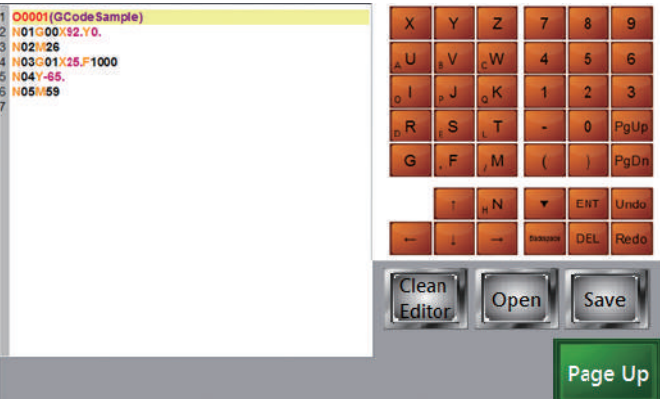 1 O0001(GCodeSample)
2 N01G00X92.Y0.
3 N02M26
4 N03G01X25.F1000
5 N04Y-65.
6 N05M59
7
X Y Z 7 8 9
A U B V C W 4 5 6
O I P J Q K 1 2 3
D R E S L T - 0 PgUp
G , F / M ( ) PgDn
↑ H N ▼ ENT Undo
← ↓ → Backspace DEL Redo
Clean Editor Open Save
Page Up